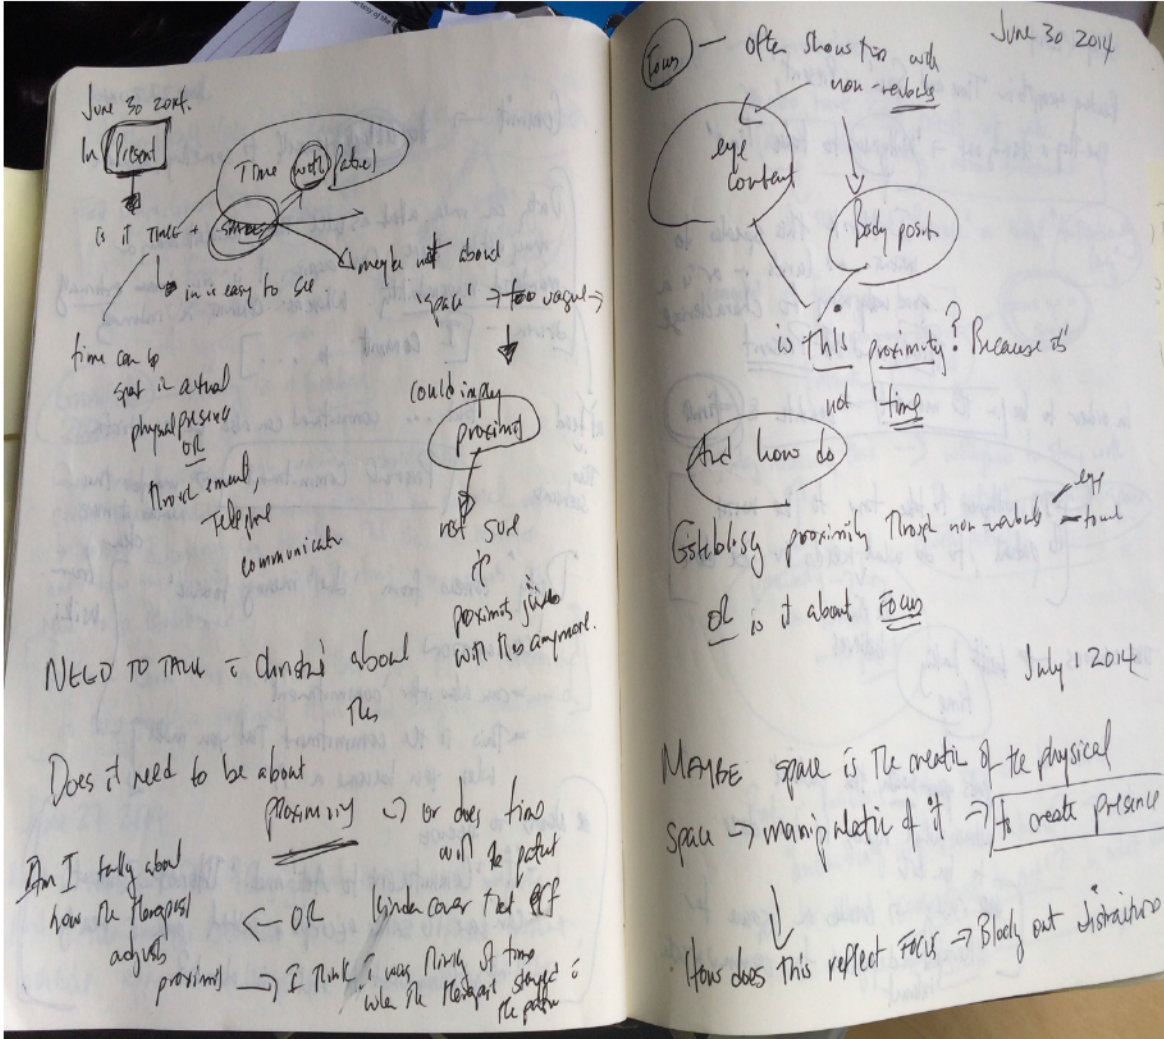 June 30 2014.
In Present
Time with patient
is it TIME + SPACE
maybe not about
"space" → too vague →
in is easy to see
time can be
spent in actual
physical presence
OR
through email,
telephone
communication
could imply
proximity
not sure
if
proximity jives
with this anymore.
NEED TO TALK c̄ Christine about
this
Does it need to be about
proximity → or does time
with the patient
kinda cover that off
Am I talking about
how the therapist
adjusts
proximity
← OR
→ I think i was thinking of time
when the therapist stayed c̄
the patient
June 30 2014
Focus — often shows this with
non-verbals
eye
contact
Body position
is this proximity? Because it's
not time
And how do
I establish proximity through non-verbals
eye
touch
OR is it about FOCUS
July 1 2014
MAYBE space is the creation of the physical
space → manipulation of it → to create presence
How does this reflect FOCUS → Blocking out distractions